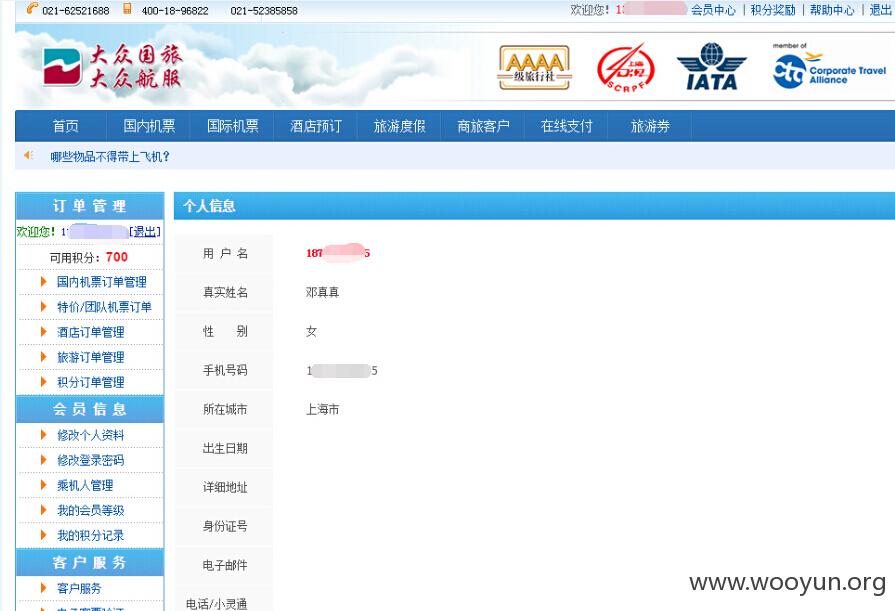 021-62521688 400-18-96822 021-52385858 欢迎您! 1 会员中心 | 积分奖励 | 帮助中心 | 退出
大众国旅
大众航服
AAAA
一级旅行社
上海
SCRPF
IATA
member of
cta Corporate Travel
Alliance
首页 国内机票 国际机票 酒店预订 旅游度假 商旅客户 在线支付 旅游券
哪些物品不得带上飞机?
订单管理
欢迎您! 1 [退出]
可用积分: 700
国内机票订单管理
特价/团队机票订单
酒店订单管理
旅游订单管理
积分订单管理
会员信息
修改个人资料
修改登录密码
乘机人管理
我的会员等级
我的积分记录
客户服务
客户服务
电子客票验证
个人信息
用户名 187 5
真实姓名 邓真真
性 别 女
手机号码 1 5
所在城市 上海市
出生日期
详细地址
身份证号
电子邮件
电话/小灵通
www.wooyun.org